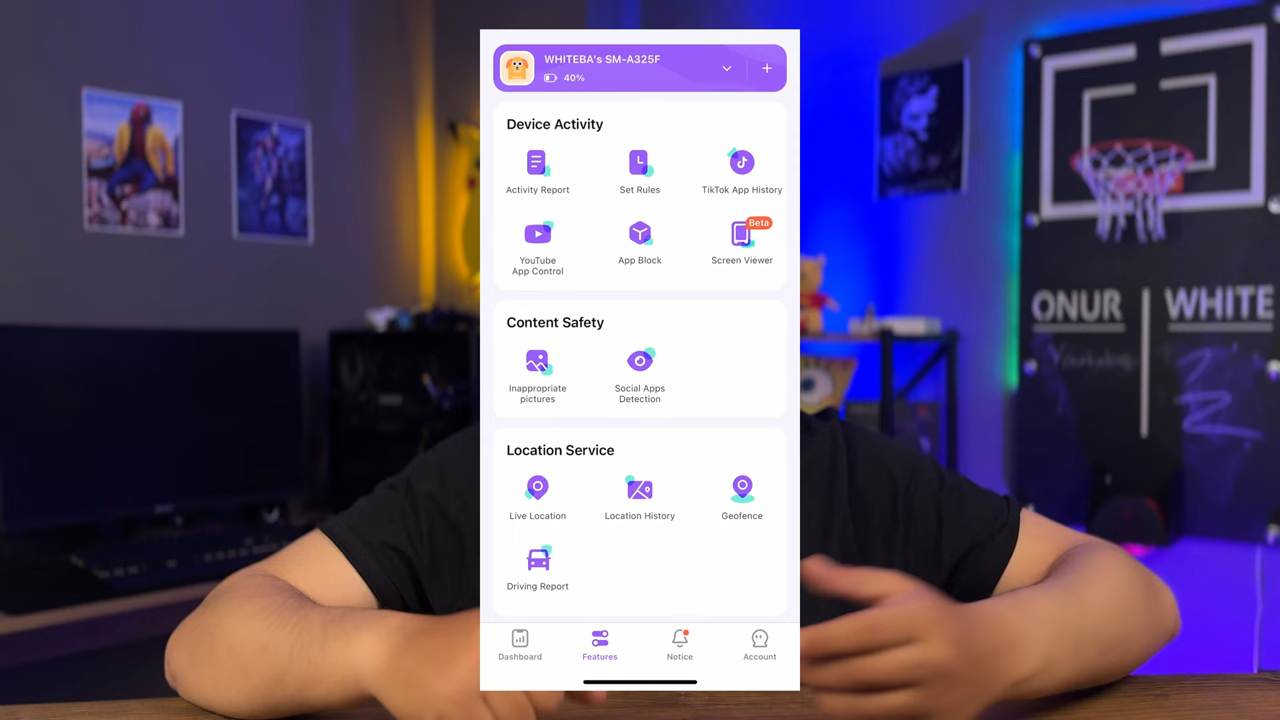 WHITEBA's SM-A325F
40%
Device Activity
Activity Report
Set Rules
TikTok App History
YouTube
App Control
App Block
Beta
Screen Viewer
Content Safety
Inappropriate
pictures
Social Apps
Detection
Location Service
Live Location
Location History
Geofence
Driving Report
Dashboard
Features
Notice
Account
ONUR
WHITE